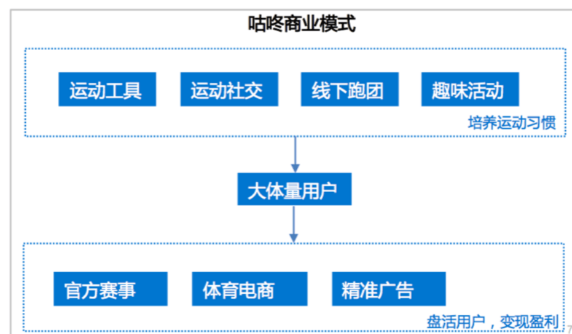 咕咚商业模式
运动工具 运动社交 线下跑团 趣味活动
培养运动习惯
大体量用户
官方赛事 体育电商 精准广告
盘活用户，变现盈利